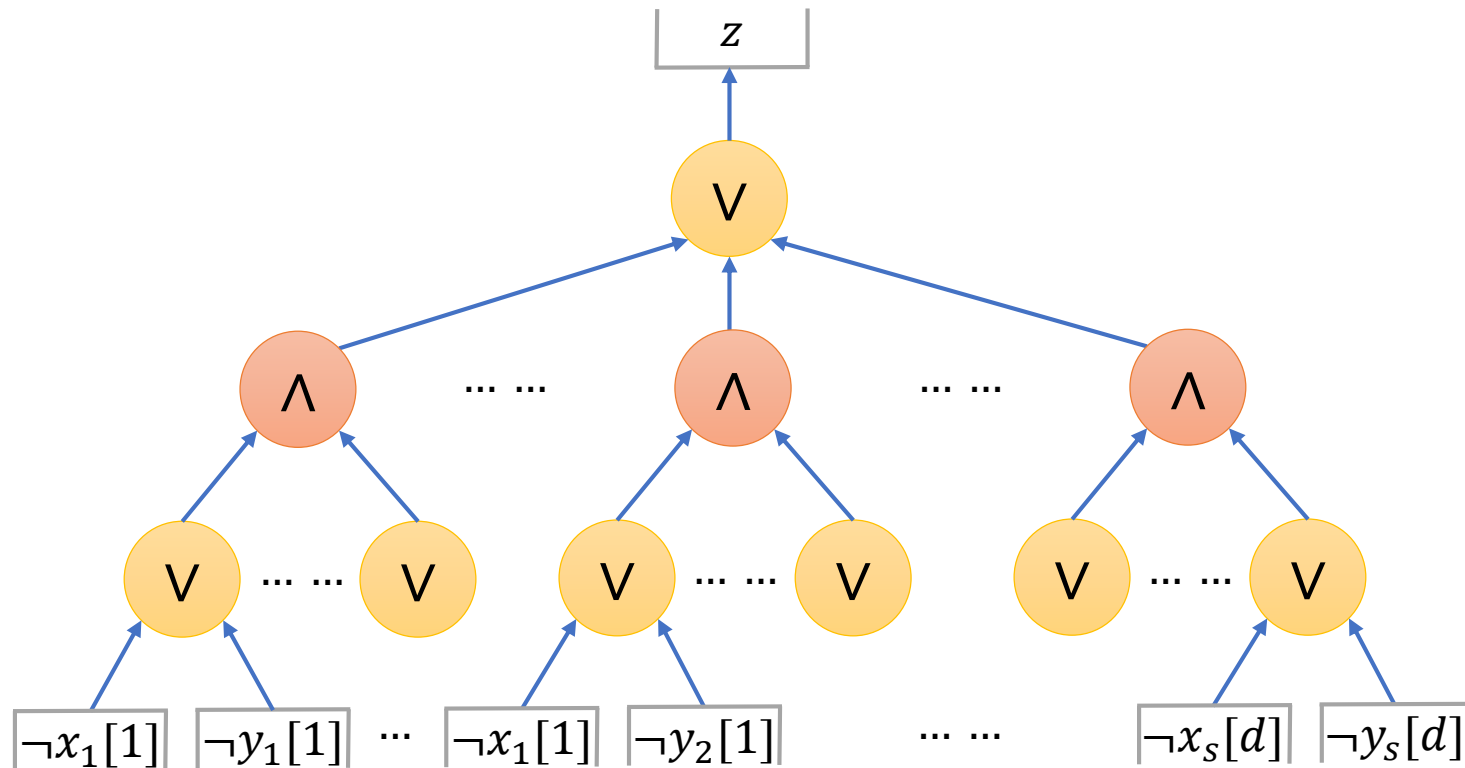 z
∨
∧ ... ... ∧ ... ... ∧
∨ ... ... ∨ ∨ ... ... ∨ ∨ ... ... ∨
¬x₁[1] ¬y₁[1] ... ¬x₁[1] ¬y₂[1] ... ... ¬xₛ[d] ¬yₛ[d]